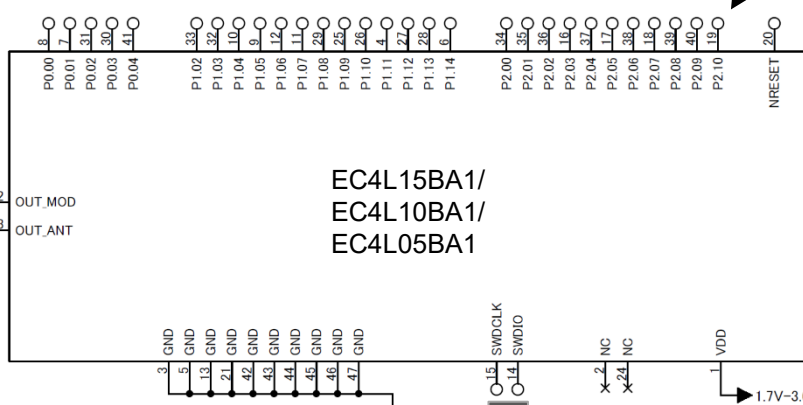 8 7 31 30 41 33 32 10 9 12 11 29 25 26 4 27 28 6 34 35 36 16 37 17 38 18 39 40 19 20
P0.00 P0.01 P0.02 P0.03 P0.04 P1.02 P1.03 P1.04 P1.05 P1.06 P1.07 P1.08 P1.09 P1.10 P1.11 P1.12 P1.13 P1.14 P2.00 P2.01 P2.02 P2.03 P2.04 P2.05 P2.06 P2.07 P2.08 P2.09 P2.10 NRESET
EC4L15BA1/
EC4L10BA1/
EC4L05BA1
OUT_MOD
OUT_ANT
GND GND GND GND GND GND GND GND GND GND SWDCLK SWDIO NC NC VDD
3 5 13 21 42 43 44 45 46 47 15 14 2 24 1
1.7V-3.